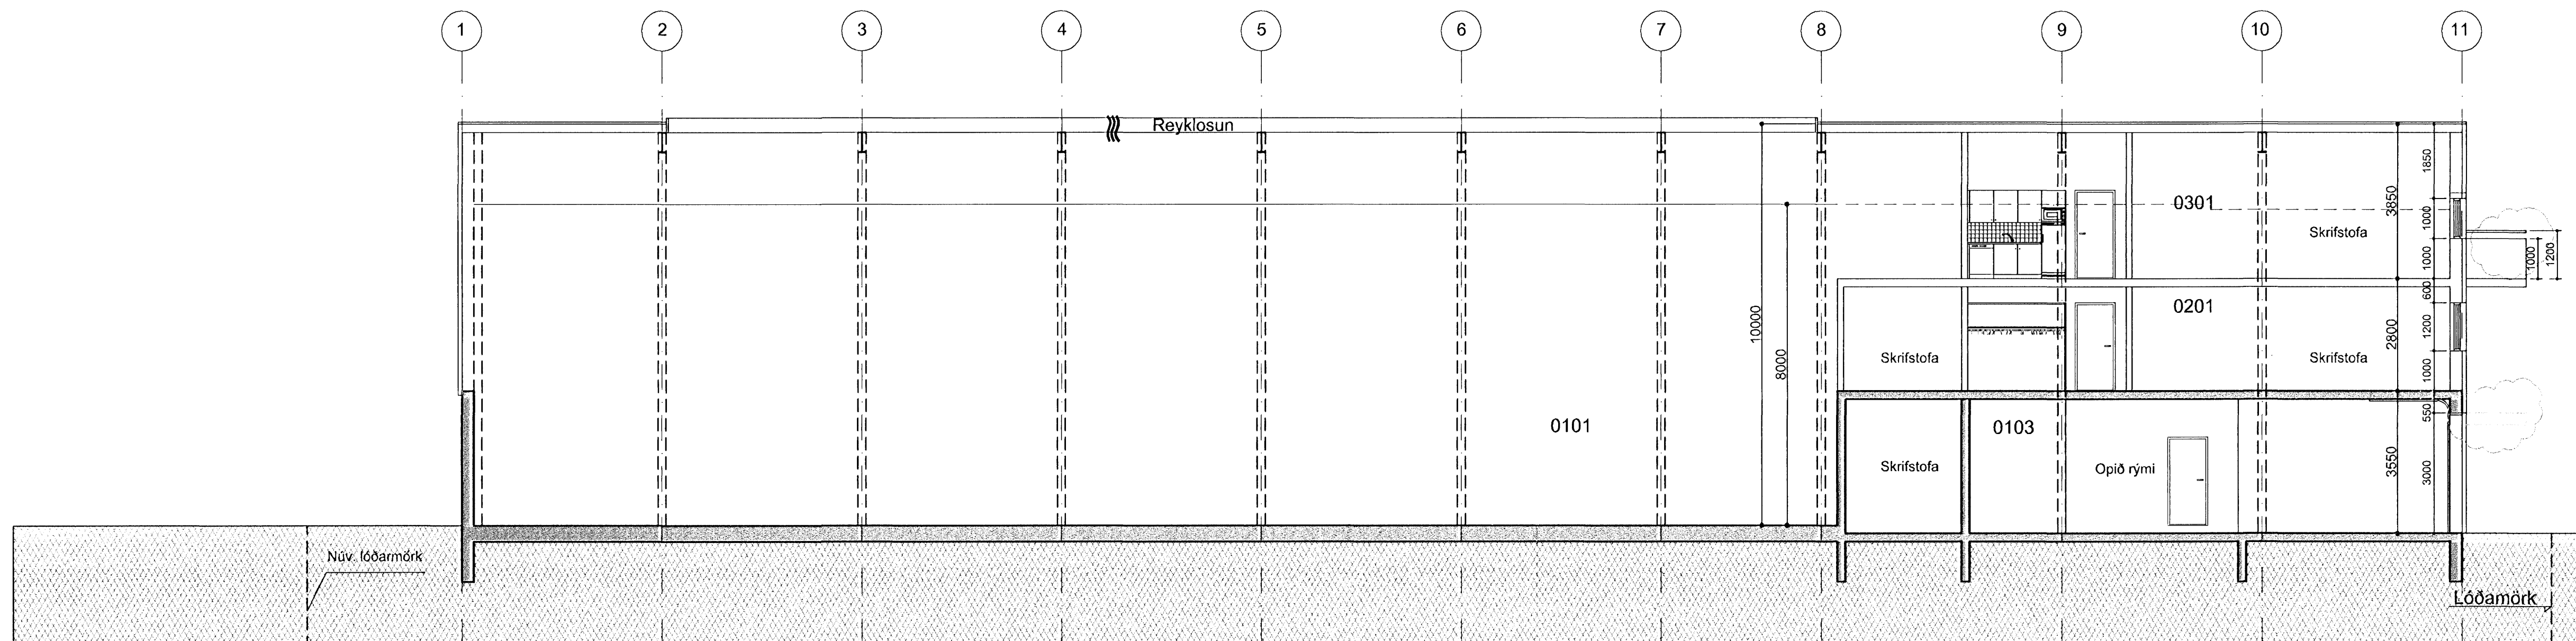 1 2 3 4 5 6 7 8 9 10 11
Reyklosun
10000
8000
0101
0301
Skrifstofa
3850
1850
1000
1000
1000
1200
0201
Skrifstofa
Skrifstofa
2800
600
1200
1000
0103
Skrifstofa
Opið rými
3550
550
3000
Núv. lóðarmörk
Lóðamörk